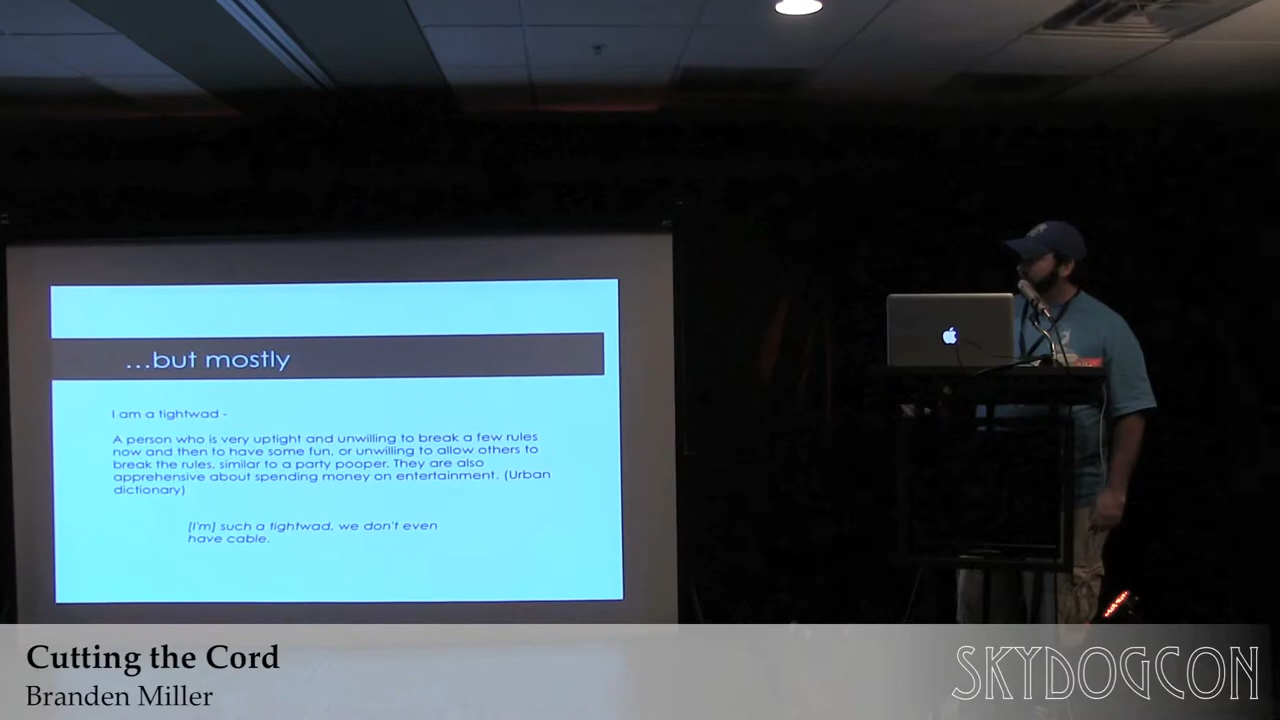 ...but mostly
I am a tightwad -
A person who is very uptight and unwilling to break a few rules
now and then to have some fun, or unwilling to allow others to
break the rules, similar to a party pooper. They are also
apprehensive about spending money on entertainment. (Urban
dictionary)
[I'm] such a tightwad, we don't even
have cable.
Cutting the Cord
Branden Miller
SKYDOGCON